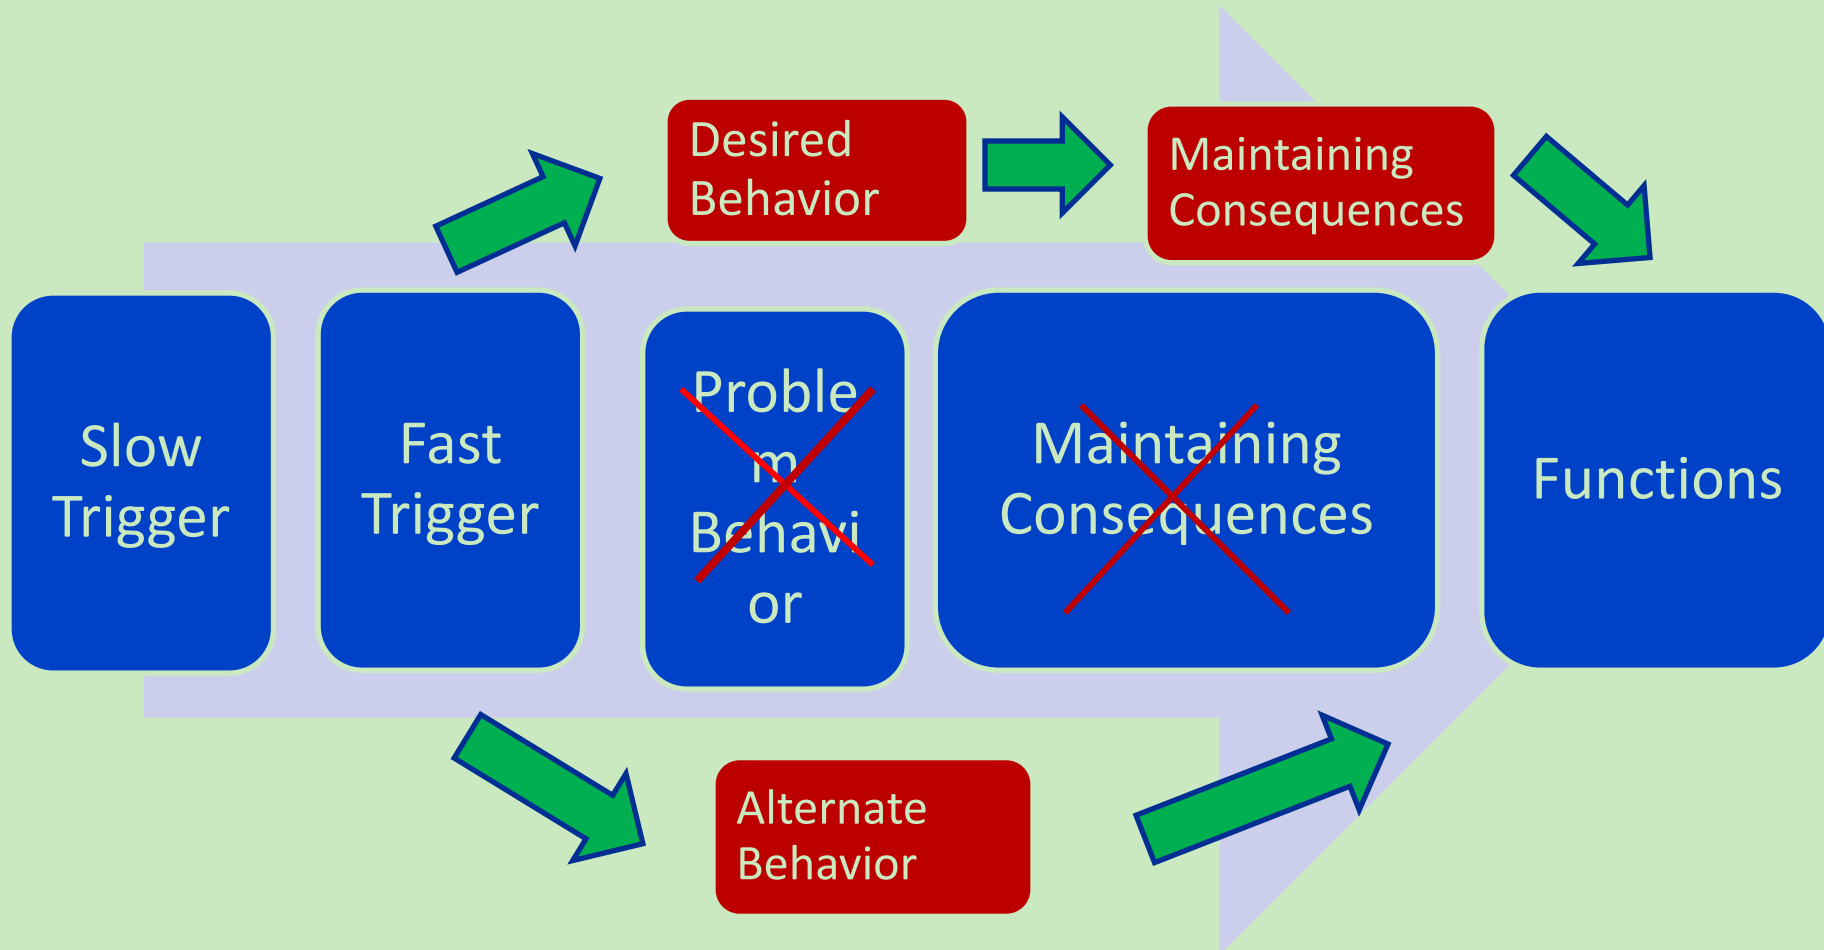 Desired
Behavior
Maintaining
Consequences
Slow
Trigger
Fast
Trigger
Proble
m
Behavi
or
Maintaining
Consequences
Functions
Alternate
Behavior